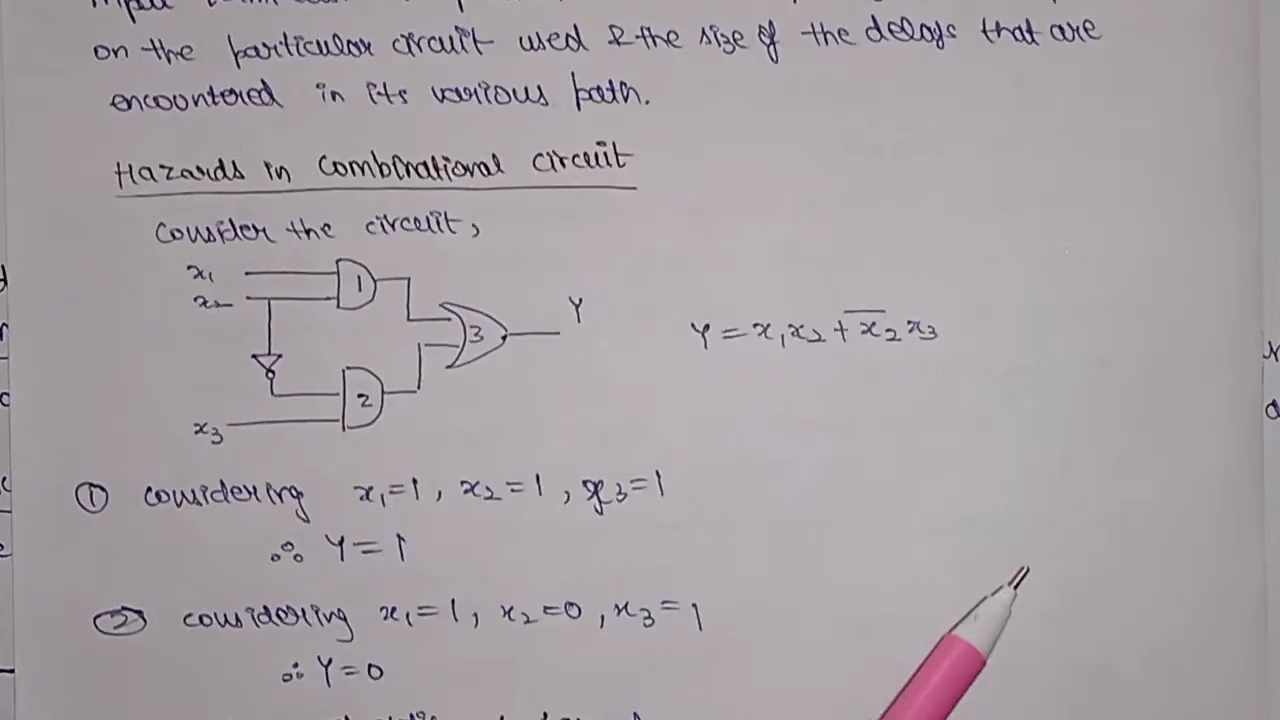 on the particular circuit used & the size of the delays that are
encountered in its various path.
Hazards in Combinational circuit
Consider the circuit,
x₁
x₂
1
Y
3
Y = x₁x₂ + x̅₂x₃
2
x₃
① considering x₁=1, x₂=1, x₃=1
∴ Y=1
② considering x₁=1, x₂=0, x₃=1
∴ Y=0